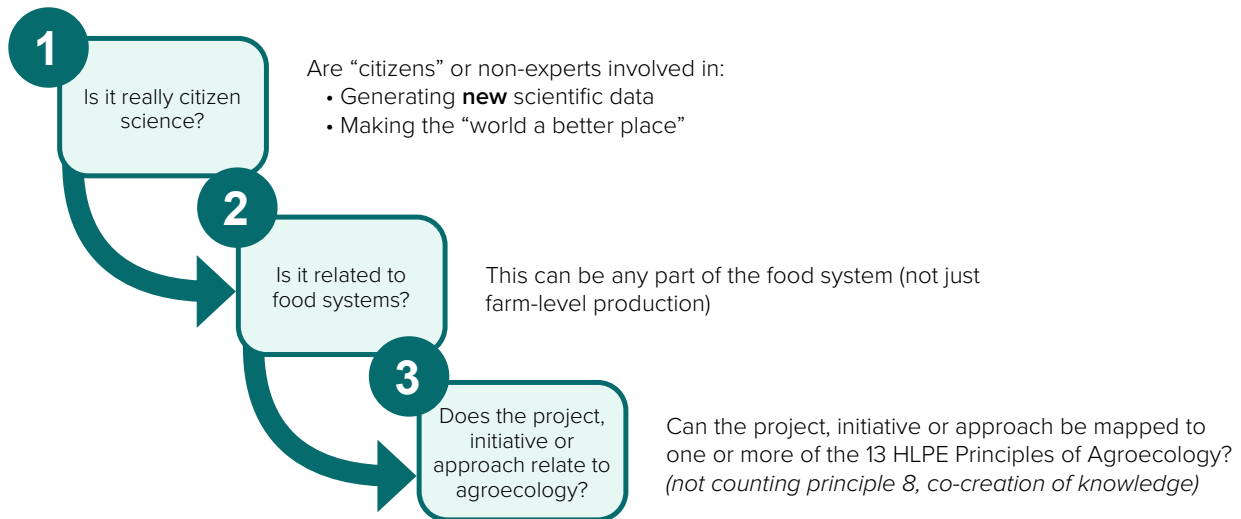 1
Is it really citizen
science?
Are “citizens” or non-experts involved in:
• Generating new scientific data
• Making the “world a better place”
2
Is it related to
food systems?
This can be any part of the food system (not just
farm-level production)
3
Does the project,
initiative or
approach relate to
agroecology?
Can the project, initiative or approach be mapped to
one or more of the 13 HLPE Principles of Agroecology?
(not counting principle 8, co-creation of knowledge)